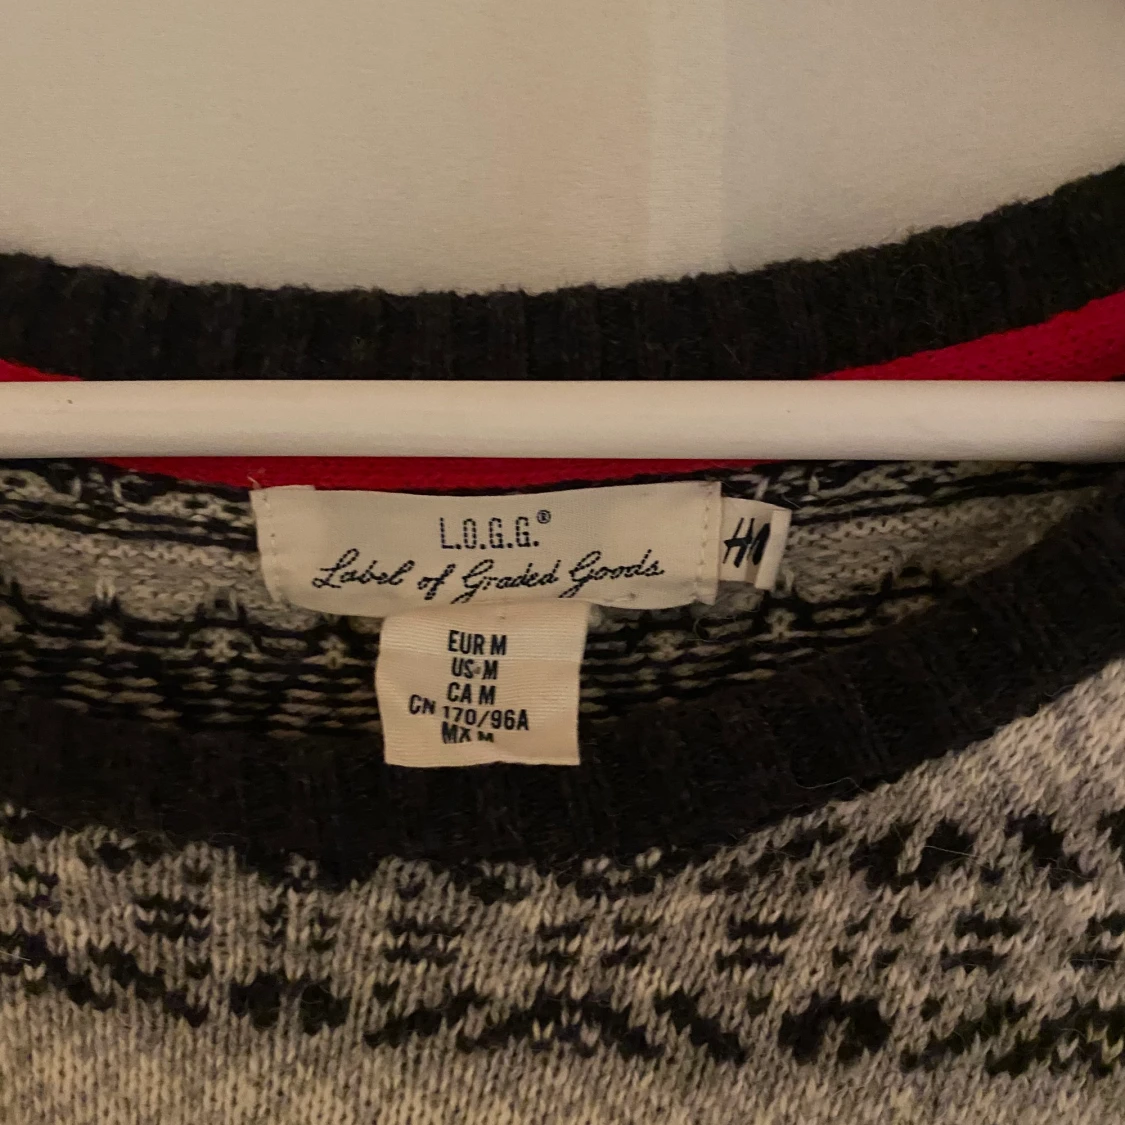 L.O.G.G.®
Label of Graded Goods
EUR M
US M
CA M
CN 170/96A
MX M